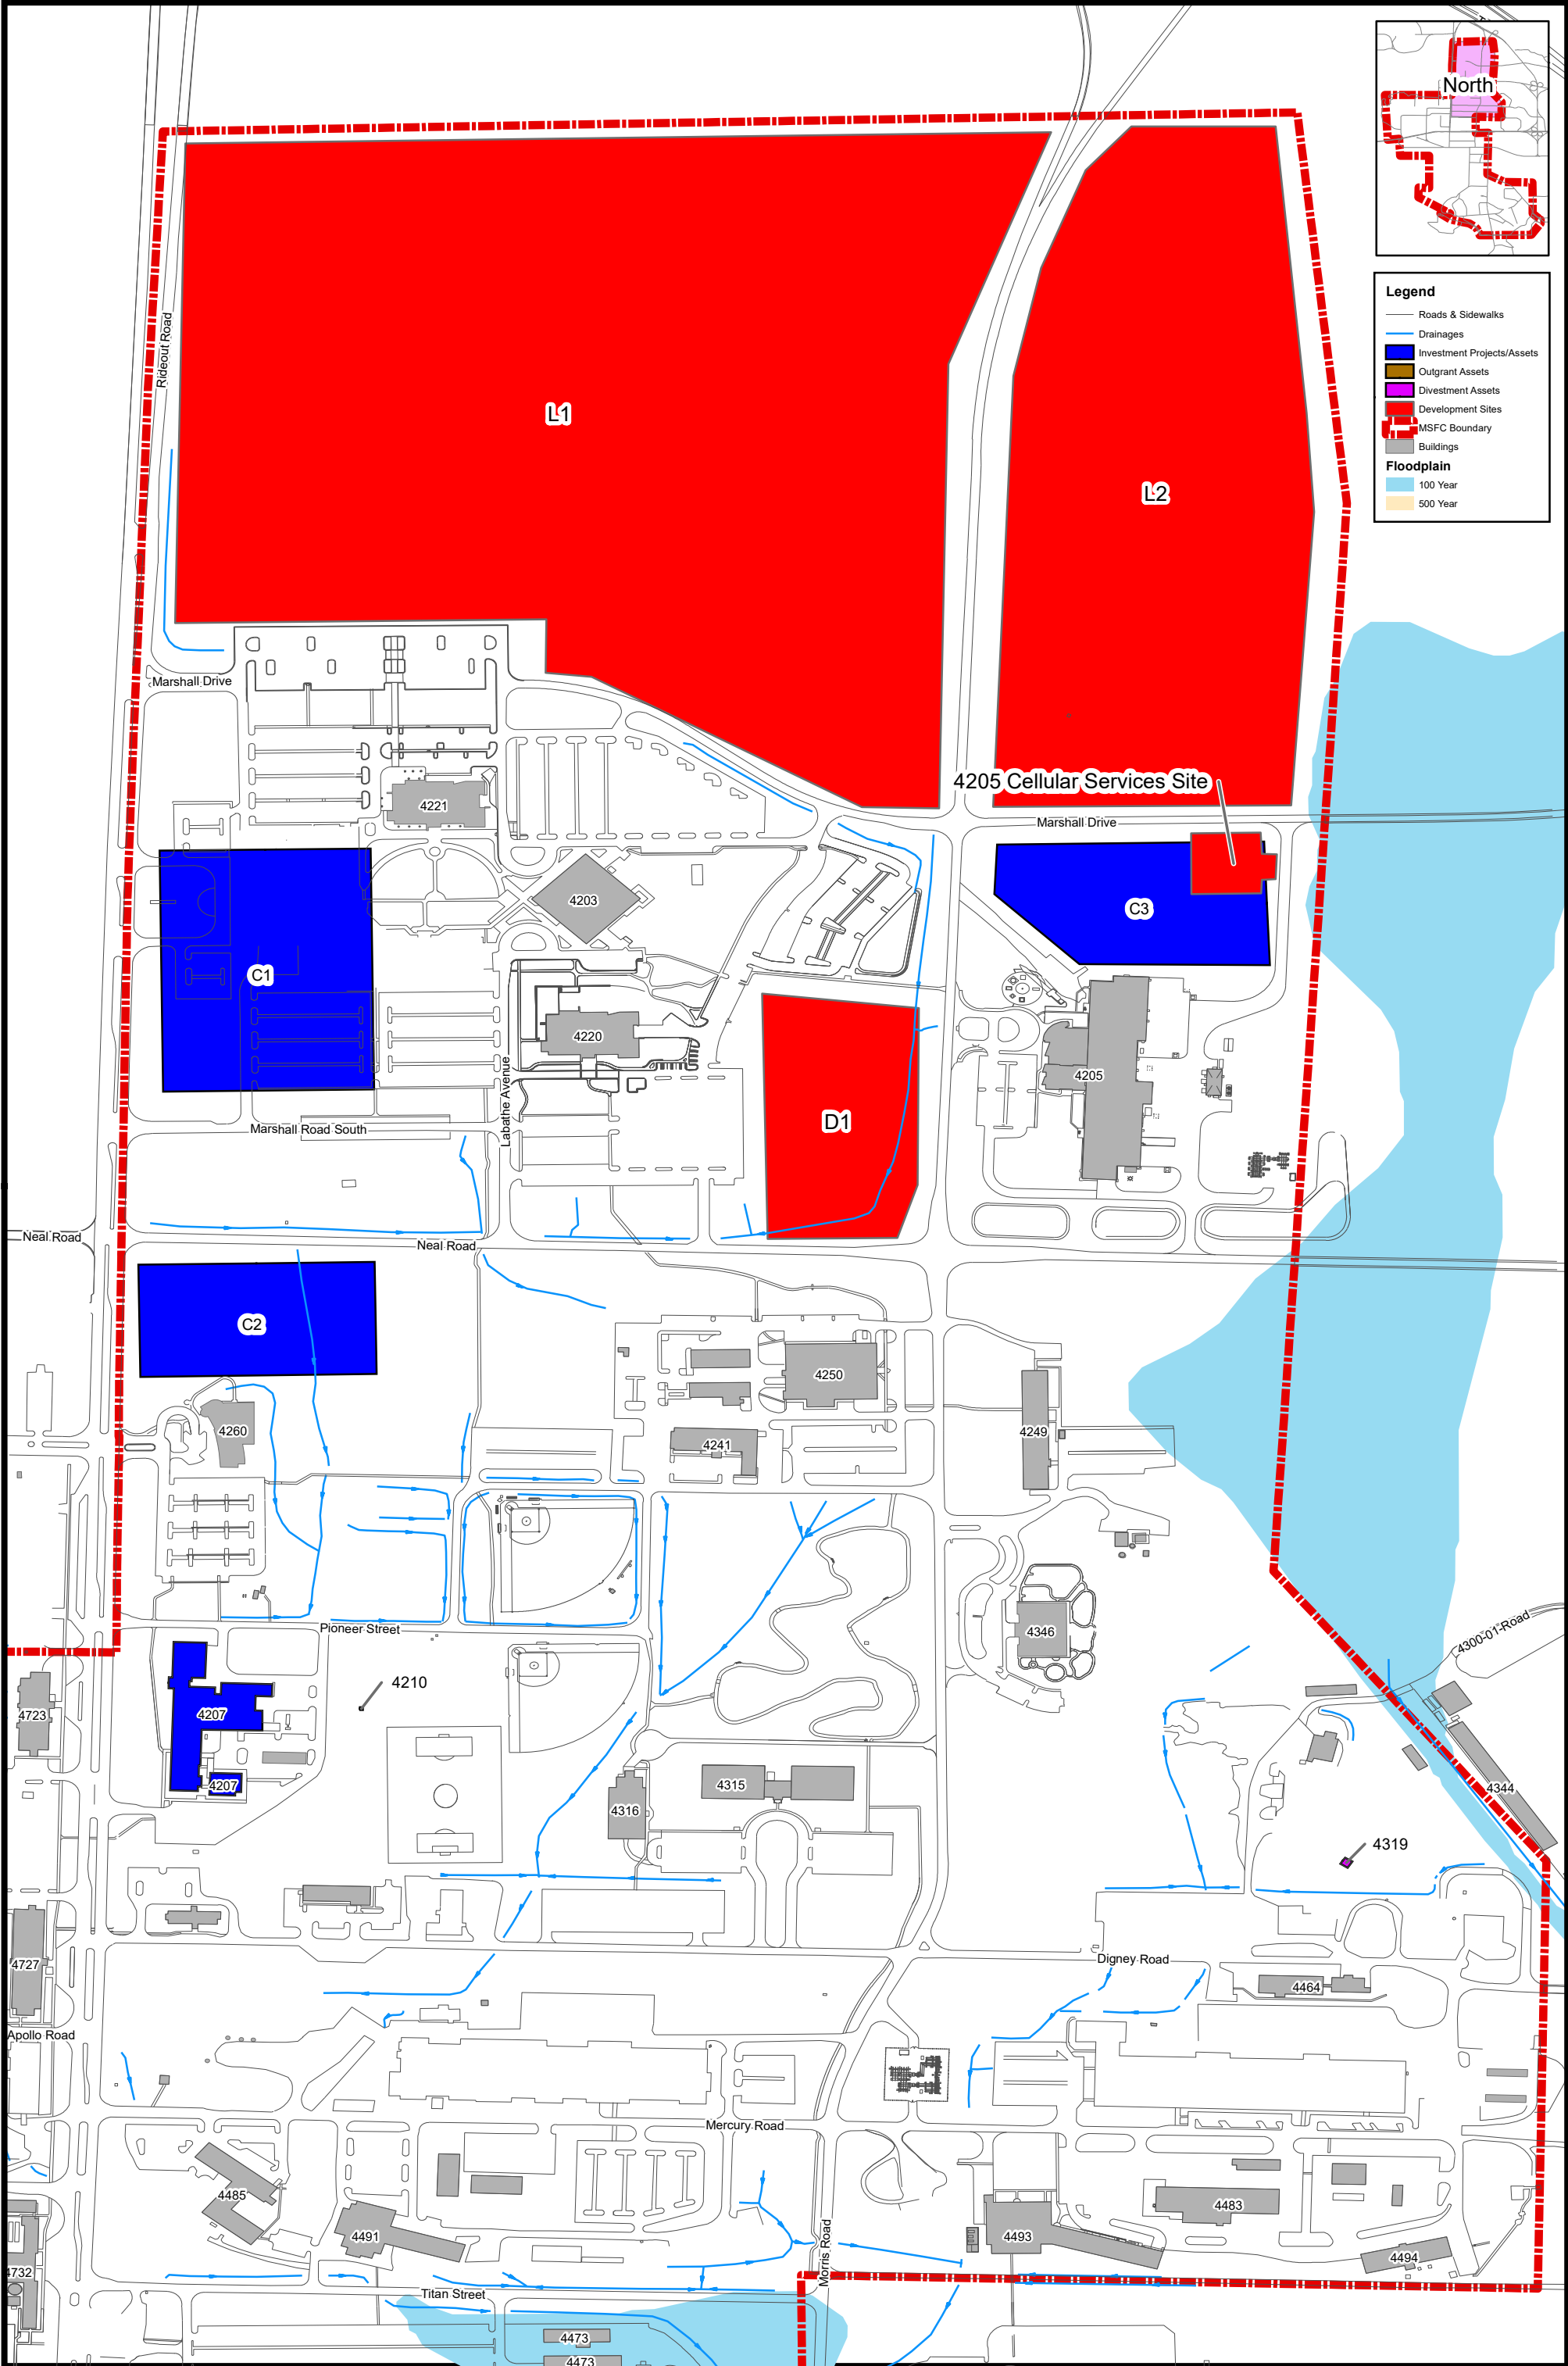 North
Legend
Roads & Sidewalks
Drainages
Investment Projects/Assets
Outgrant Assets
Divestment Assets
Development Sites
MSFC Boundary
Buildings
Floodplain
100 Year
500 Year
Rideout Road
L1
L2
Marshall Drive
4205 Cellular Services Site
4221
Marshall Drive
4203
C3
C1
4220
4205
Labathe Avenue
D1
Marshall Road South
Neal Road
Neal Road
C2
4250
4260
4249
4241
Pioneer Street
4346
4300-01-Road
4210
4723
4207
4207
4315
4316
4344
4319
4727
Digney Road
4464
Apollo Road
Mercury Road
4485
4491
4483
4493
4494
Morris Road
4732
Titan Street
4473
4473